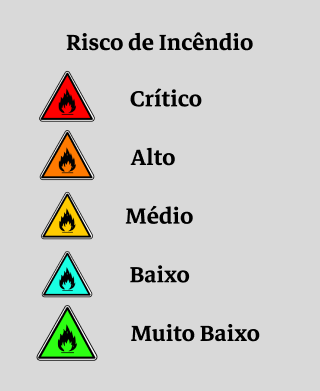 Risco de Incêndio
Crítico
Alto
Médio
Baixo
Muito Baixo